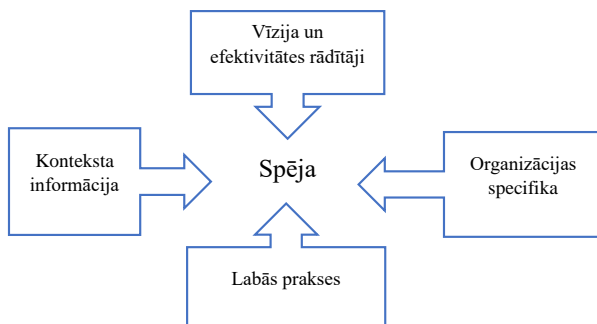 Vīzija un
efektivitātes rādītāji
Konteksta
informācija
Spēja
Organizācijas
specifika
Labās prakses